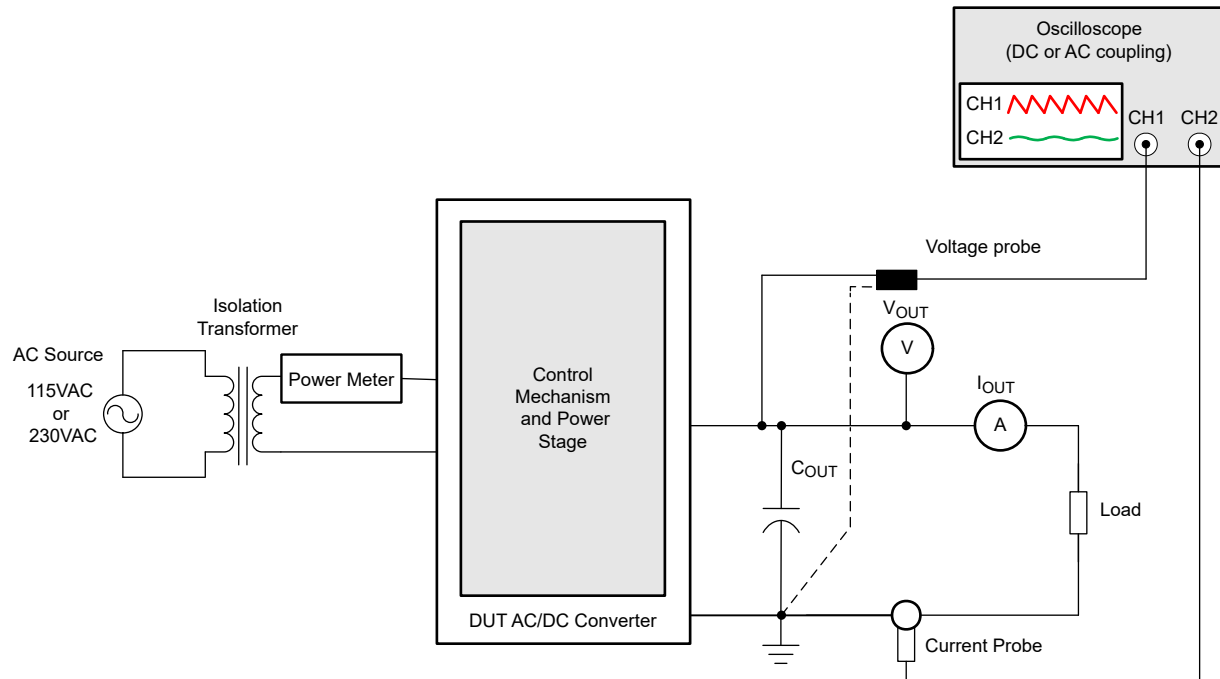 Oscilloscope
(DC or AC coupling)
CH1
CH2
CH1 CH2
Voltage probe
VOUT
V
IOUT
A
Isolation
Transformer
AC Source
115VAC
or
230VAC
Power Meter
Control
Mechanism
and Power
Stage
COUT
Load
DUT AC/DC Converter
Current Probe